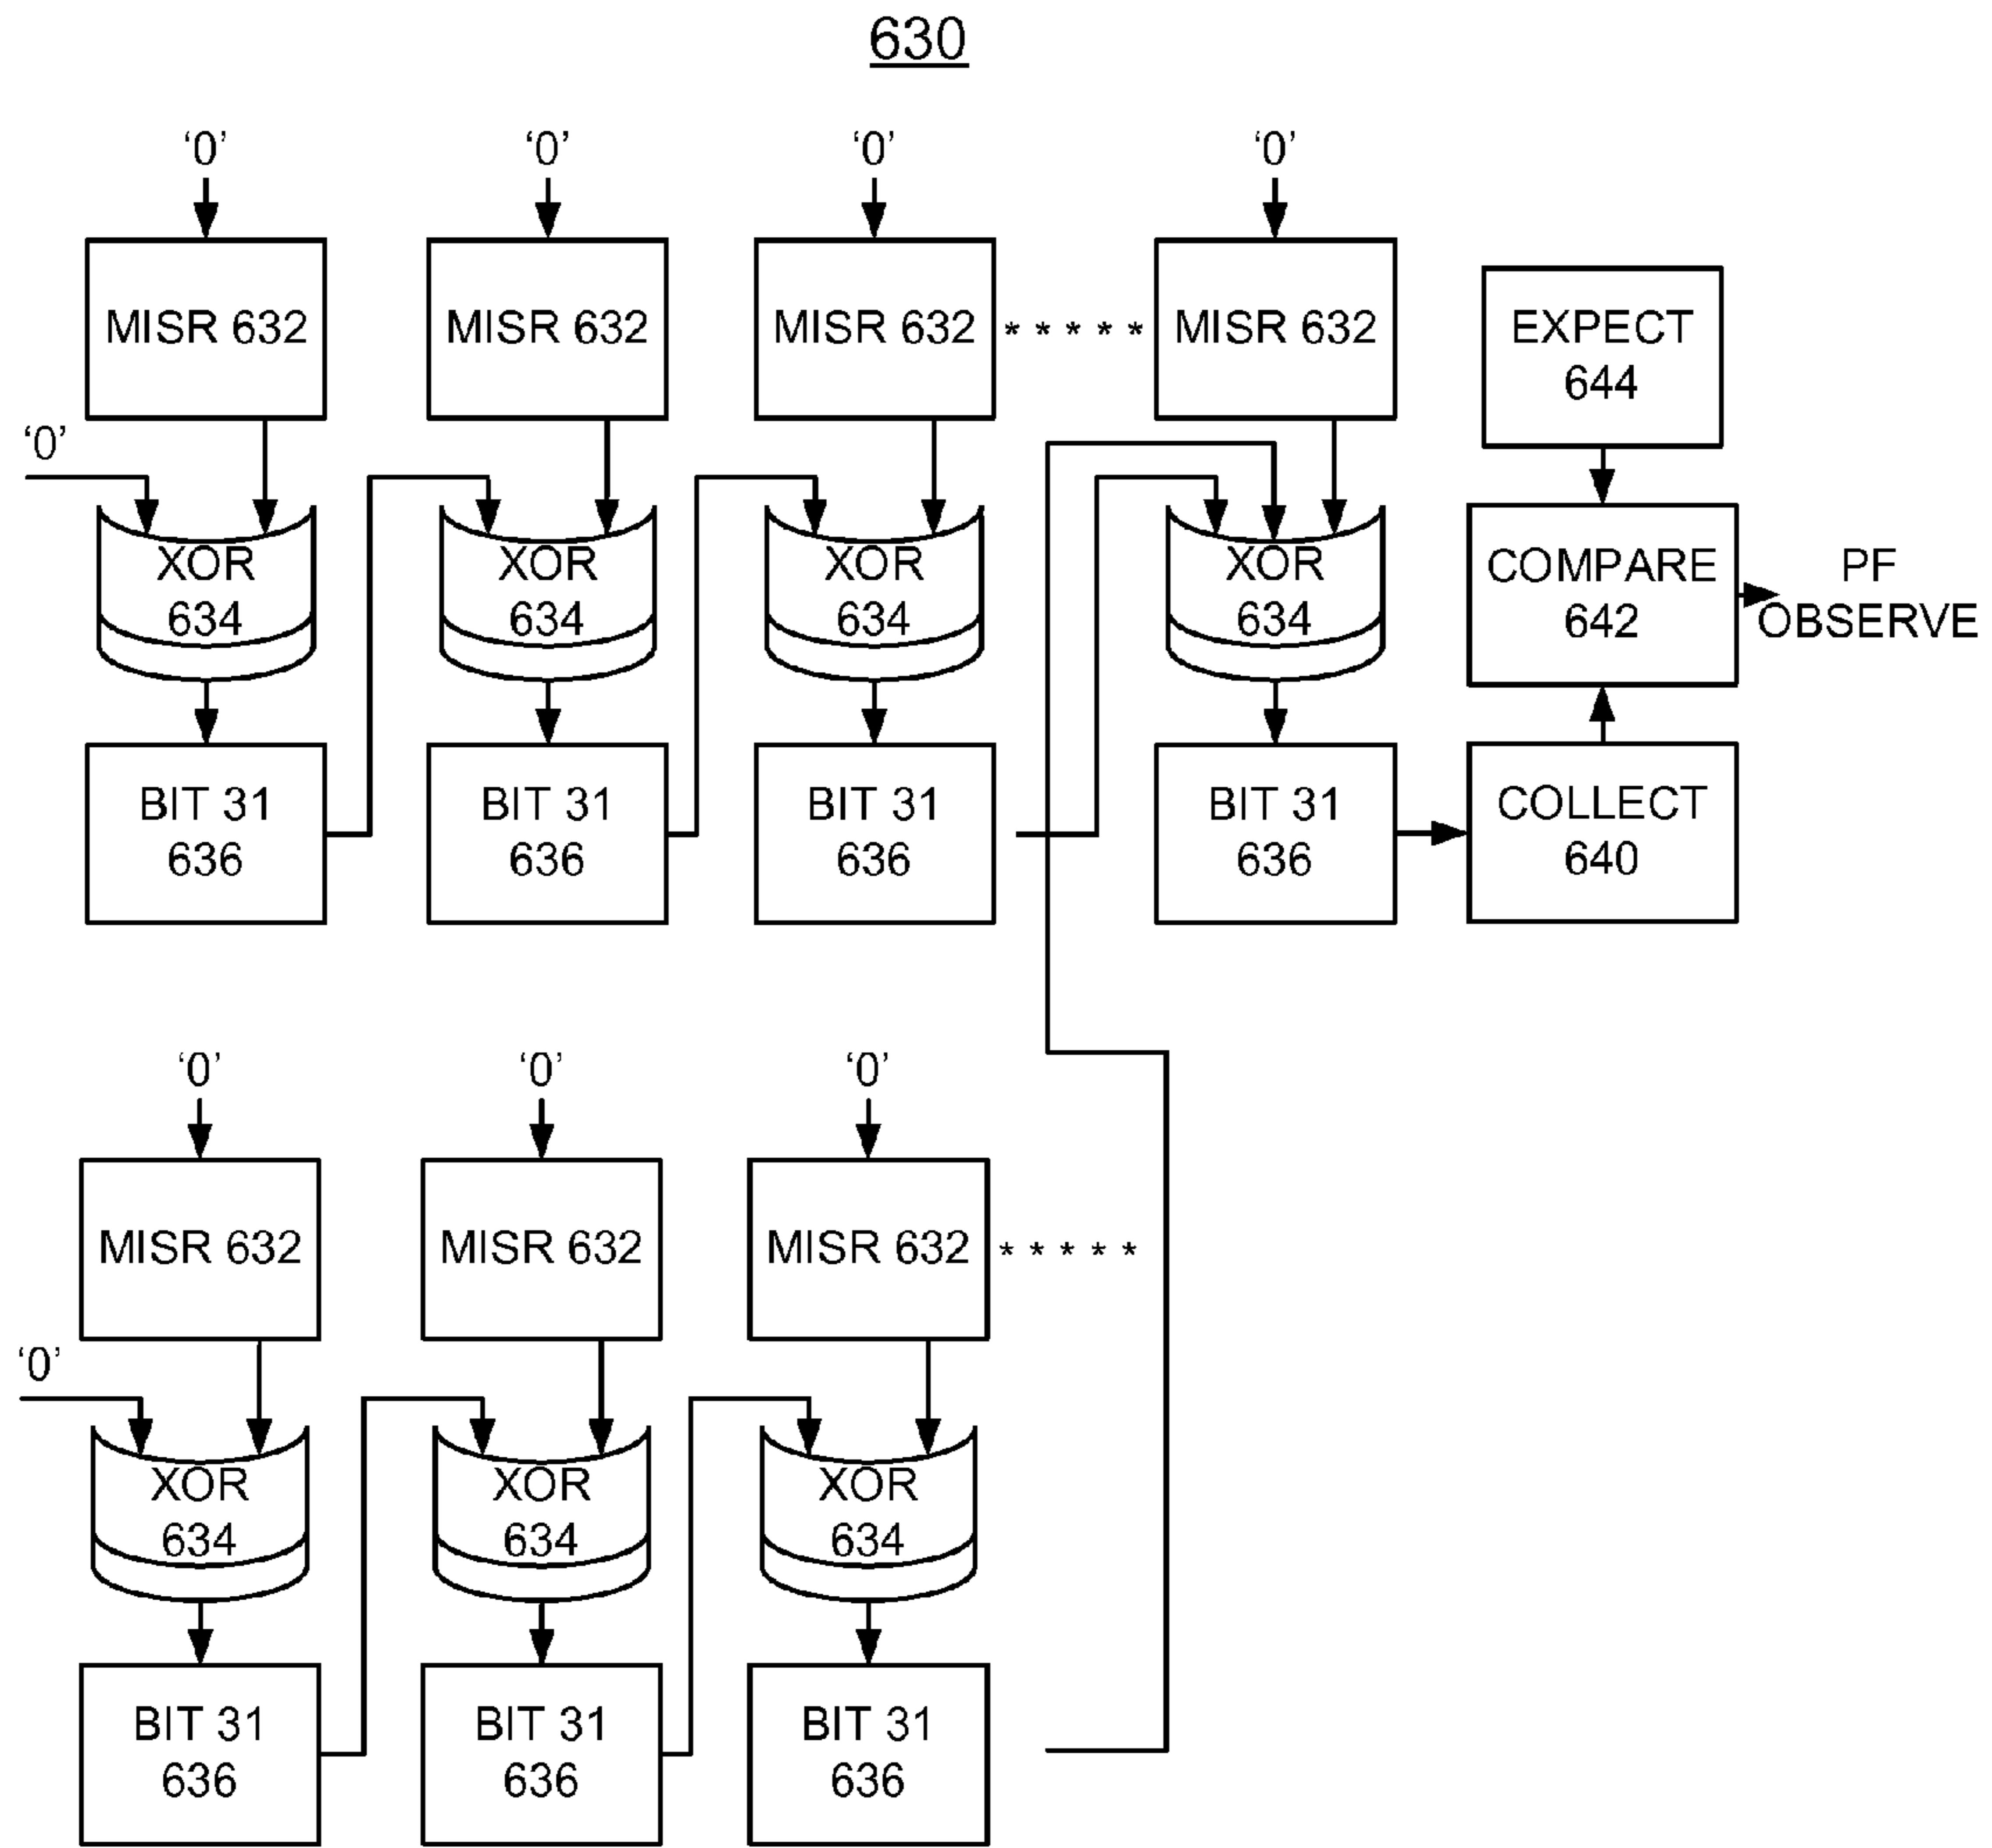 630
‘0’ ‘0’ ‘0’ ‘0’
MISR 632 MISR 632 MISR 632 * * * * * MISR 632
EXPECT
644
‘0’
XOR
634
XOR
634
XOR
634
XOR
634
COMPARE
642
PF
OBSERVE
BIT 31
636
BIT 31
636
BIT 31
636
BIT 31
636
COLLECT
640
‘0’ ‘0’ ‘0’
MISR 632 MISR 632 MISR 632 * * * * *
‘0’
XOR
634
XOR
634
XOR
634
BIT 31
636
BIT 31
636
BIT 31
636